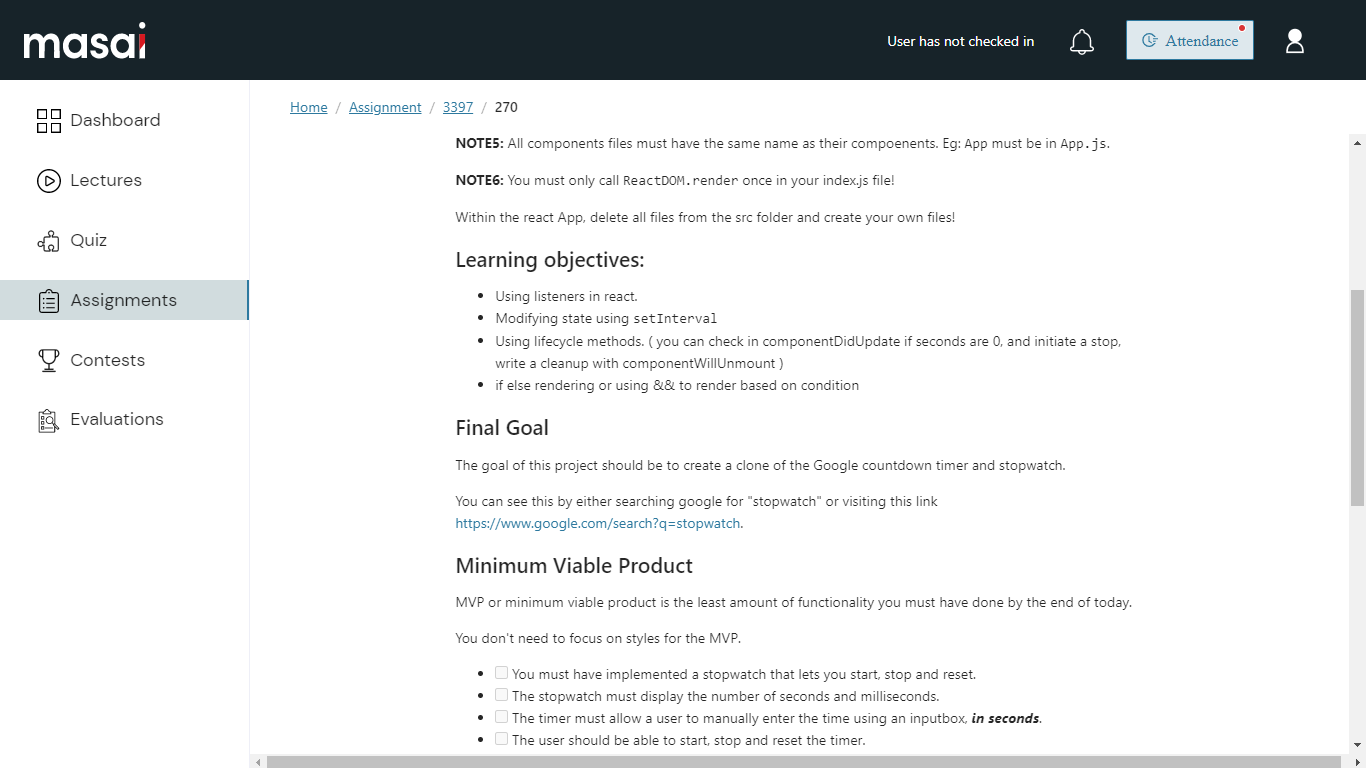 masai
User has not checked in
Attendance
Dashboard
Lectures
Quiz
Assignments
Contests
Evaluations
Home / Assignment / 3397 / 270
NOTE5: All components files must have the same name as their compoenents. Eg: App must be in App.js.
NOTE6: You must only call ReactDOM.render once in your index.js file!
Within the react App, delete all files from the src folder and create your own files!
Learning objectives:
Using listeners in react.
Modifying state using setInterval
Using lifecycle methods. ( you can check in componentDidUpdate if seconds are 0, and initiate a stop,
write a cleanup with componentWillUnmount )
if else rendering or using && to render based on condition
Final Goal
The goal of this project should be to create a clone of the Google countdown timer and stopwatch.
You can see this by either searching google for "stopwatch" or visiting this link
https://www.google.com/search?q=stopwatch.
Minimum Viable Product
MVP or minimum viable product is the least amount of functionality you must have done by the end of today.
You don't need to focus on styles for the MVP.
You must have implemented a stopwatch that lets you start, stop and reset.
The stopwatch must display the number of seconds and milliseconds.
The timer must allow a user to manually enter the time using an inputbox, in seconds.
The user should be able to start, stop and reset the timer.